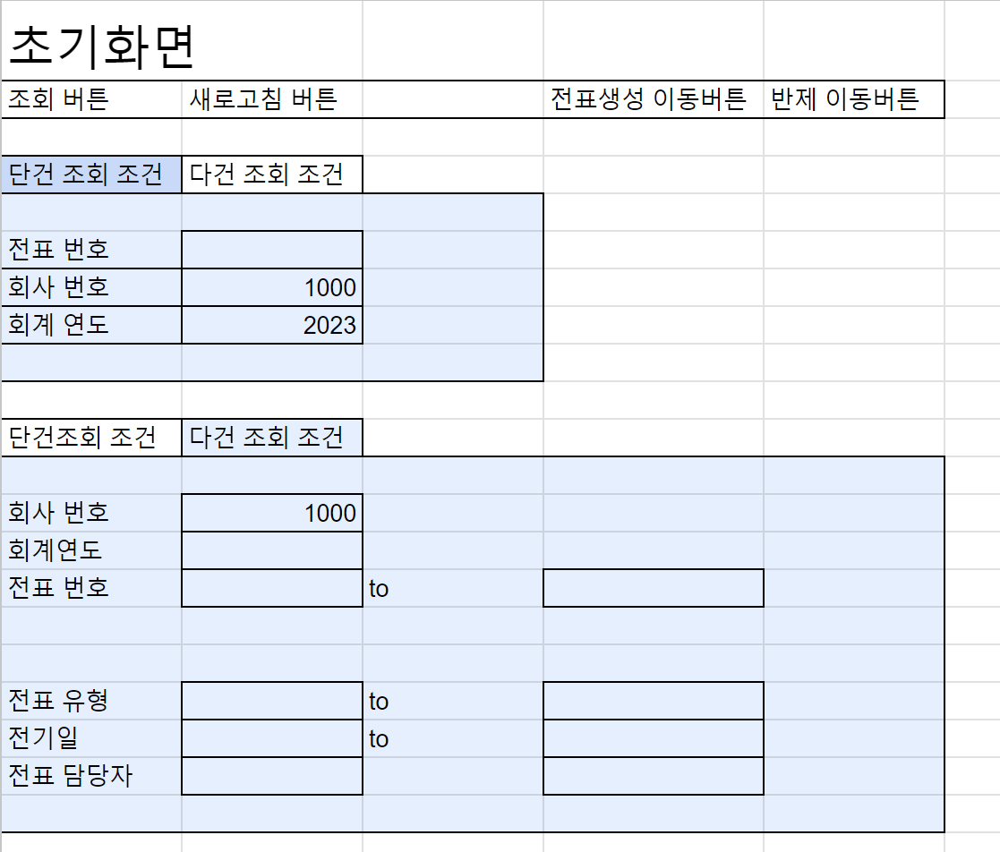 초기화면
조회 버튼 새로고침 버튼 전표생성 이동버튼 반제 이동버튼
단건 조회 조건 다건 조회 조건
전표 번호
회사 번호 1000
회계 연도 2023
단건조회 조건 다건 조회 조건
회사 번호 1000
회계연도
전표 번호 to
전표 유형 to
전기일 to
전표 담당자